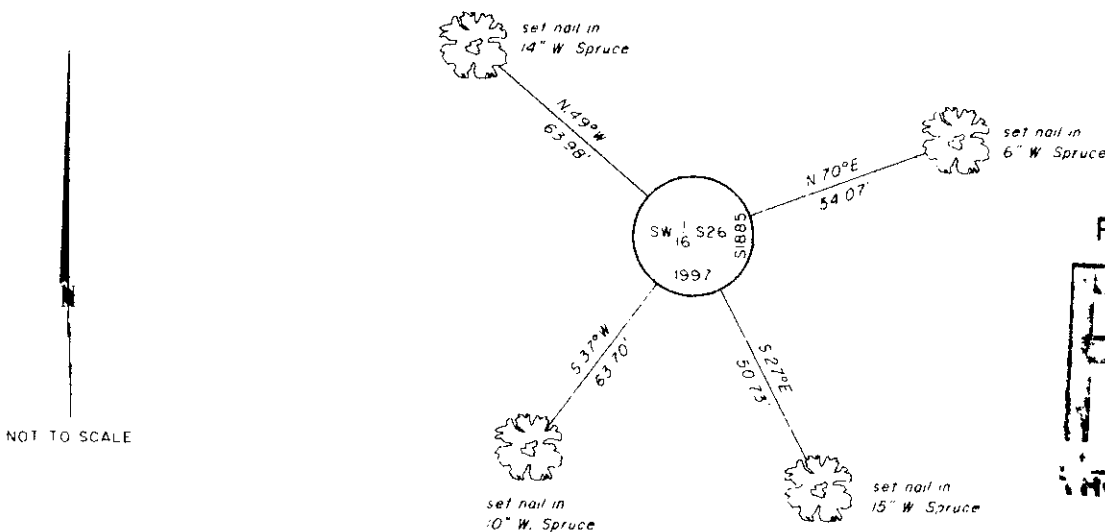 set nail in
14" W Spruce
N.49°W
63.98'
set nail in
6" W Spruce
N 70°E
54.07'
SW 1/16 S26
S1885
1997
N
S.37°W
63.70'
S 27°E
50.73'
NOT TO SCALE
set nail in
10" W. Spruce
set nail in
15" W Spruce